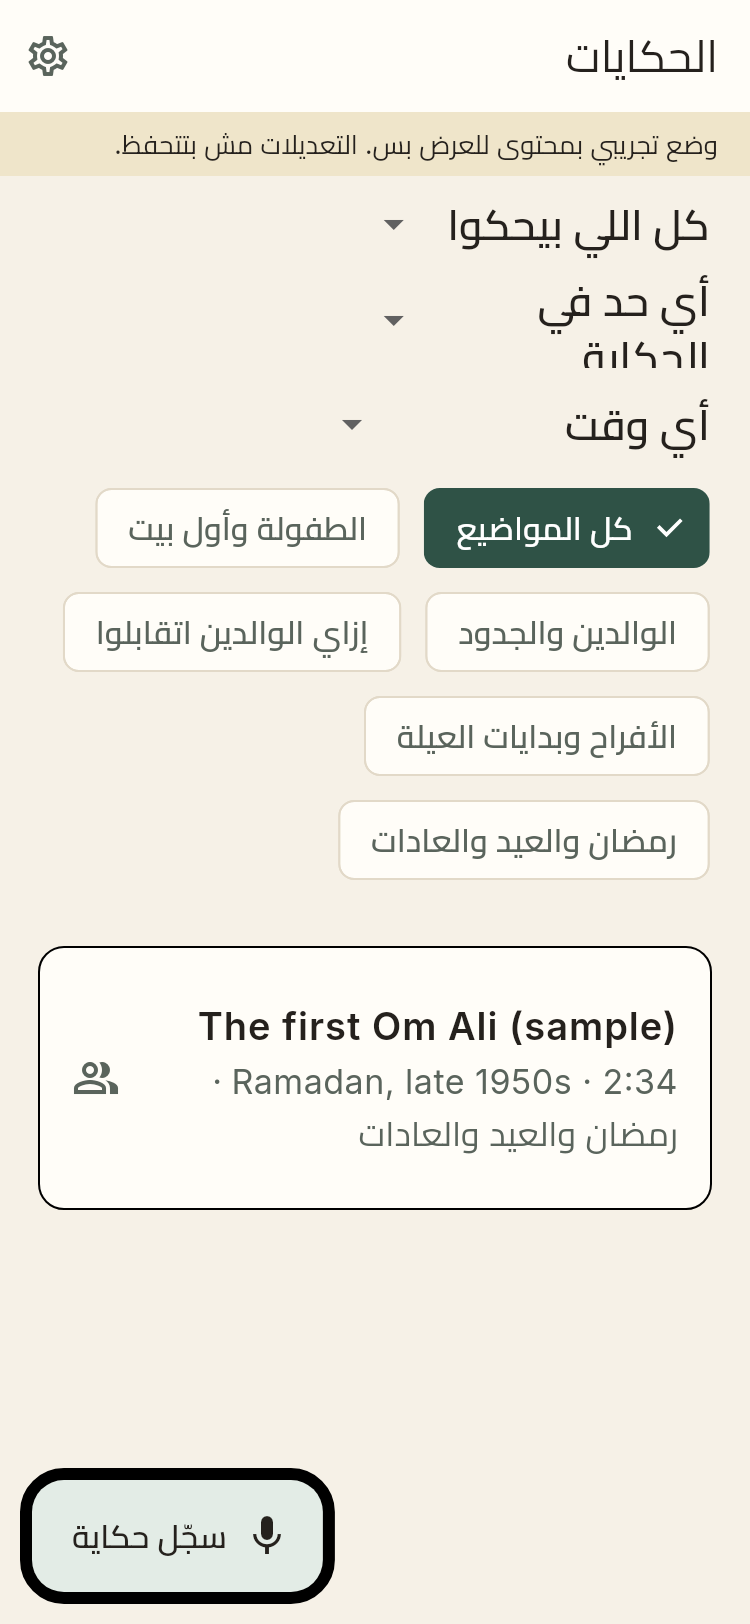 الحكايات
وضع تجريبي بمحتوى للعرض بس. التعديلات مش بتتحفظ.
كل اللي بيحكوا
أي حد في
الحكاية
أي وقت
كل المواضيع
الطفولة وأول بيت
الوالدين والجدود
إزاي الوالدين اتقابلوا
الأفراح وبدايات العيلة
رمضان والعيد والعادات
The first Om Ali (sample)
2:34 · Ramadan, late 1950s ·
رمضان والعيد والعادات
سجّل حكاية